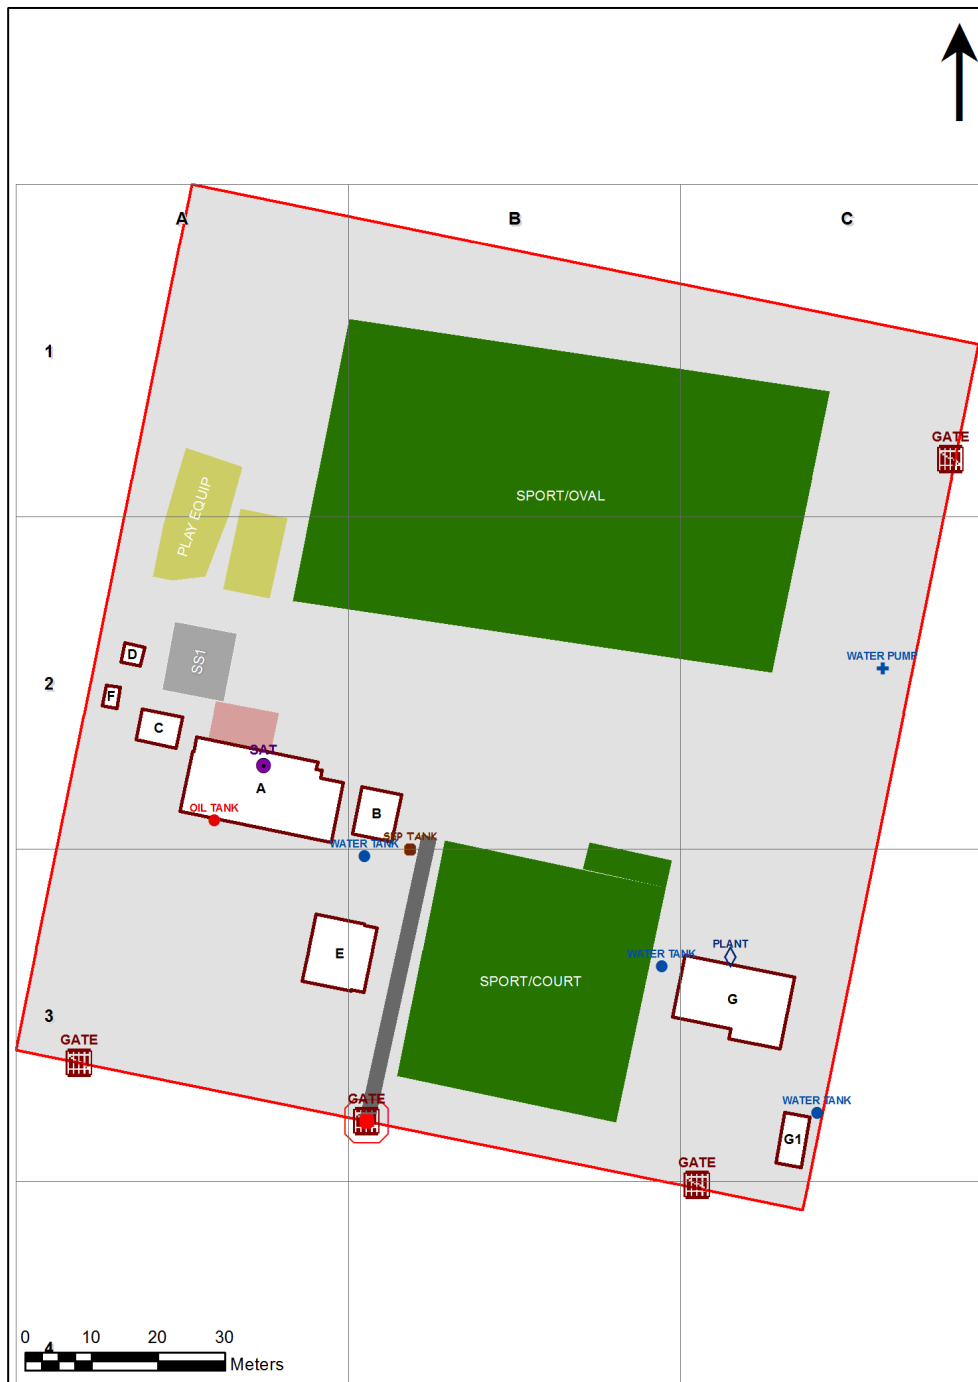 A
B
C
1
GATE
PLAY EQUIP
SPORT/OVAL
D
SS1
WATER PUMP
2
F
C
SAT
A
OIL TANK
B
SEP TANK
WATER TANK
PLANT
WATER TANK
E
SPORT/COURT
G
3
GATE
GATE
WATER TANK
G1
GATE
0 10 20 30
4
Meters